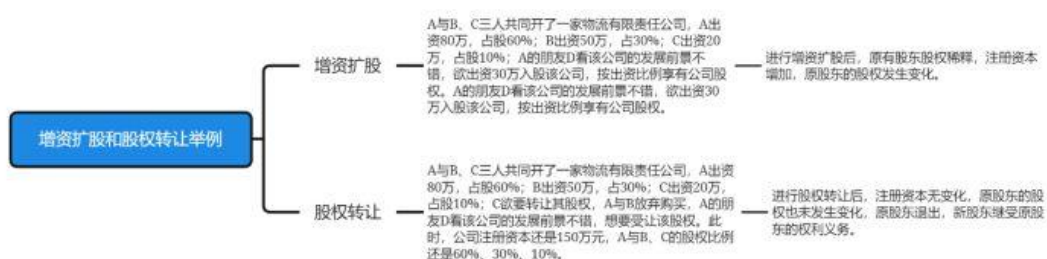 增资扩股和股权转让举例
增资扩股
A与B、C三人共同开了一家物流有限责任公司，A出
资80万，占股60%；B出资50万，占30%；C出资20
万，占股10%；A的朋友D看该公司的发展前景不
错，欲出资30万入股该公司，按出资比例享有公司股
权。A的朋友D看该公司的发展前景不错，欲出资30
万入股该公司，按出资比例享有公司股权。
进行增资扩股后，原有股东股权稀释，注册资本
增加，原股东的股权发生变化。
股权转让
A与B、C三人共同开了一家物流有限责任公司，A出资
80万，占股60%；B出资50万，占30%；C出资20万，
占股10%；C欲要转让其股权，A与B放弃购买，A的朋
友D看该公司的发展前景不错，想要受让该股权。此
时，公司注册资本还是150万元，A与B、C的股权比例
还是60%、30%、10%。
进行股权转让后，注册资本无变化，原股东的股
权也未发生变化，原股东退出，新股东继受原股
东的权利义务。